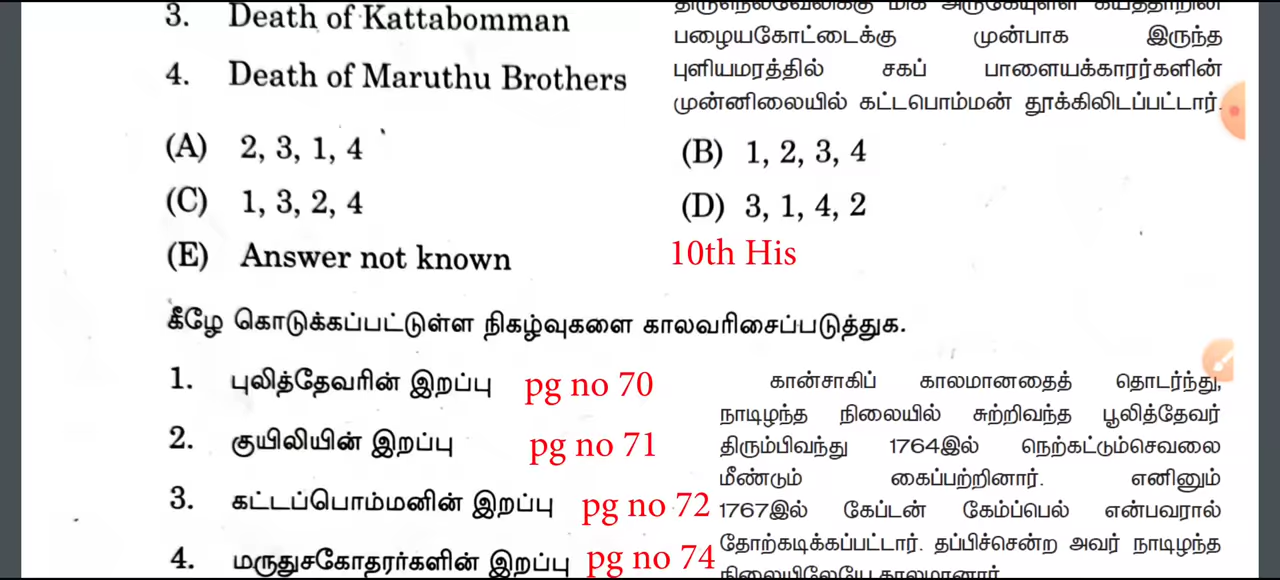 3. Death of Kattabomman
4. Death of Maruthu Brothers
திருநெல்வேலிக்கு மிக அருகேயுள்ள கயத்தாறின்
பழையகோட்டைக்கு முன்பாக இருந்த
புளியமரத்தில் சகப் பாளையக்காரர்களின்
முன்னிலையில் கட்டபொம்மன் தூக்கிலிடப்பட்டார்.
(A) 2, 3, 1, 4
(B) 1, 2, 3, 4
(C) 1, 3, 2, 4
(D) 3, 1, 4, 2
(E) Answer not known
10th His
கீழே கொடுக்கப்பட்டுள்ள நிகழ்வுகளை காலவரிசைப்படுத்துக.
1. புலித்தேவரின் இறப்பு pg no 70
2. குயிலியின் இறப்பு pg no 71
3. கட்டப்பொம்மனின் இறப்பு pg no 72
4. மருதுசகோதரர்களின் இறப்பு pg no 74
கான்சாகிப் காலமானதைத் தொடர்ந்து,
நாடிழந்த நிலையில் சுற்றிவந்த பூலித்தேவர்
திரும்பிவந்து 1764இல் நெற்கட்டும்செவலை
மீண்டும் கைப்பற்றினார். எனினும்
1767இல் கேப்டன் கேம்ப்பெல் என்பவரால்
தோற்கடிக்கப்பட்டார். தப்பிச்சென்ற அவர் நாடிழந்த
நிலையிலேயே காலமானார்.